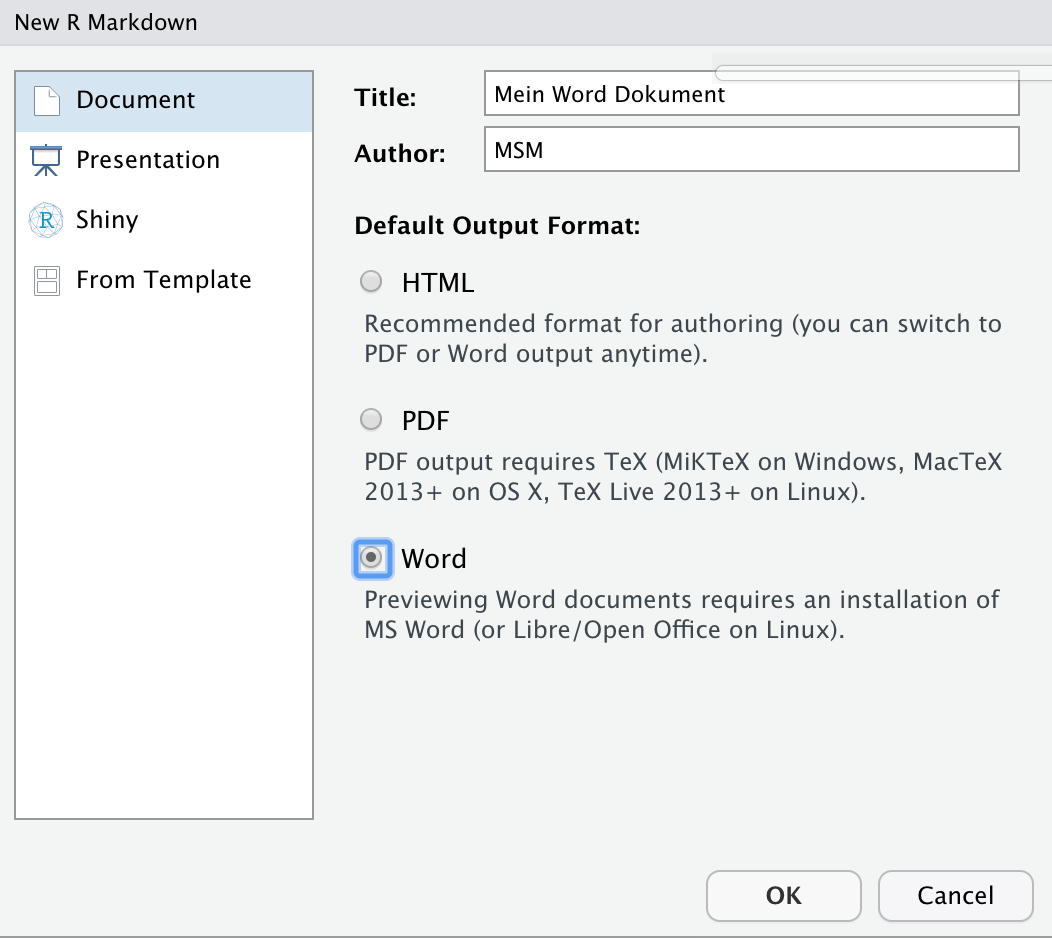 New R Markdown
Document
Presentation
R Shiny
From Template
Title: Mein Word Dokument
Author: MSM
Default Output Format:
HTML
Recommended format for authoring (you can switch to
PDF or Word output anytime).
PDF
PDF output requires TeX (MiKTeX on Windows, MacTeX
2013+ on OS X, TeX Live 2013+ on Linux).
Word
Previewing Word documents requires an installation of
MS Word (or Libre/Open Office on Linux).
OK Cancel